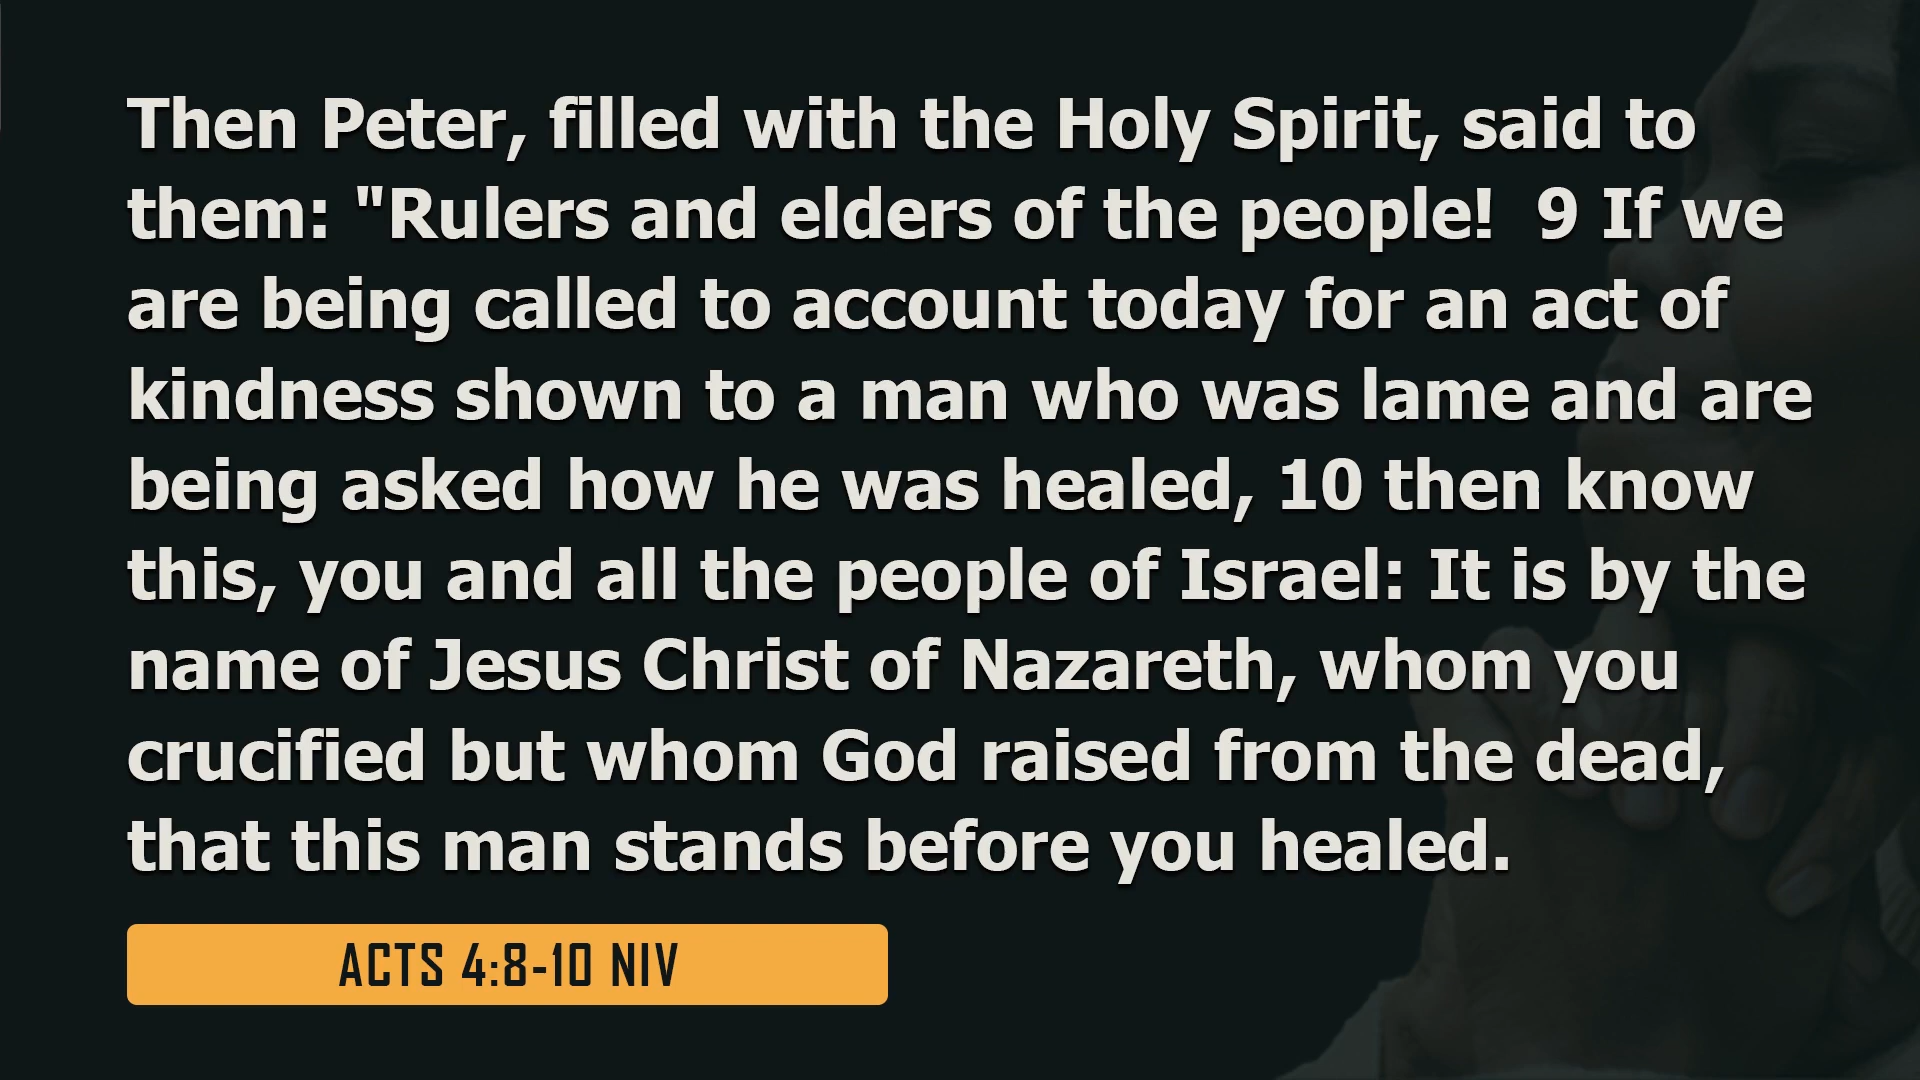 Then Peter, filled with the Holy Spirit, said to
them: "Rulers and elders of the people!  9 If we
are being called to account today for an act of
kindness shown to a man who was lame and are
being asked how he was healed, 10 then know
this, you and all the people of Israel: It is by the
name of Jesus Christ of Nazareth, whom you
crucified but whom God raised from the dead,
that this man stands before you healed.
ACTS 4:8-10 NIV